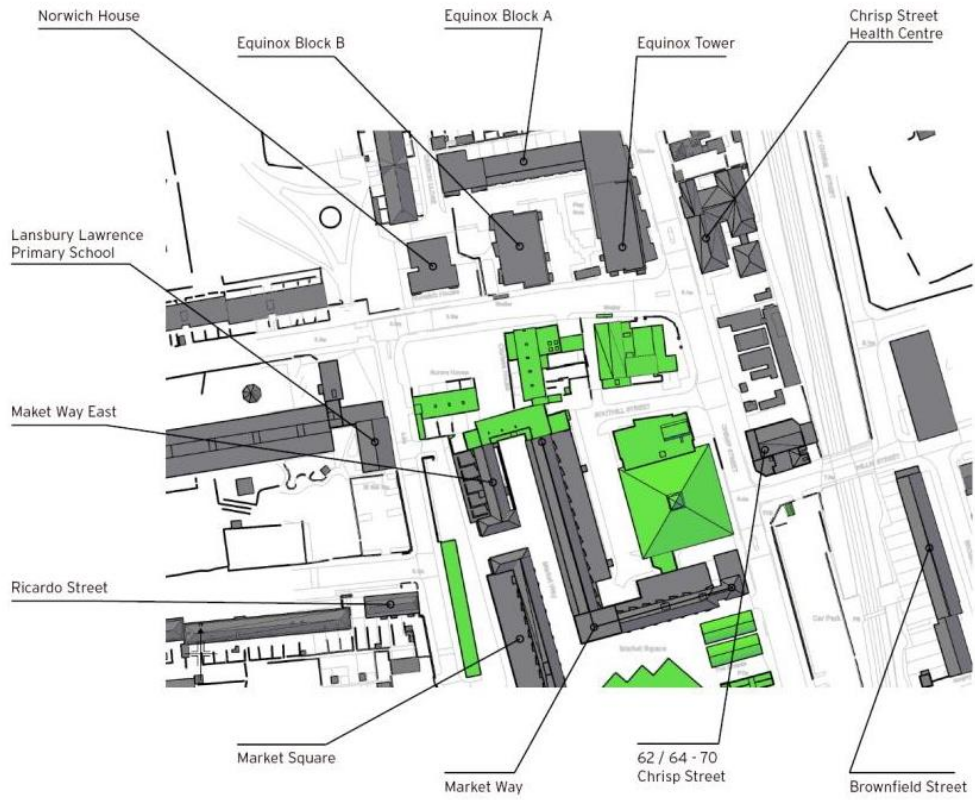 Norwich House
Equinox Block A
Chrisp Street
Health Centre
Equinox Block B
Equinox Tower
Lansbury Lawrence
Primary School
Maket Way East
Ricardo Street
Car Park
Market Square
62 / 64 - 70
Chrisp Street
Market Way
Brownfield Street